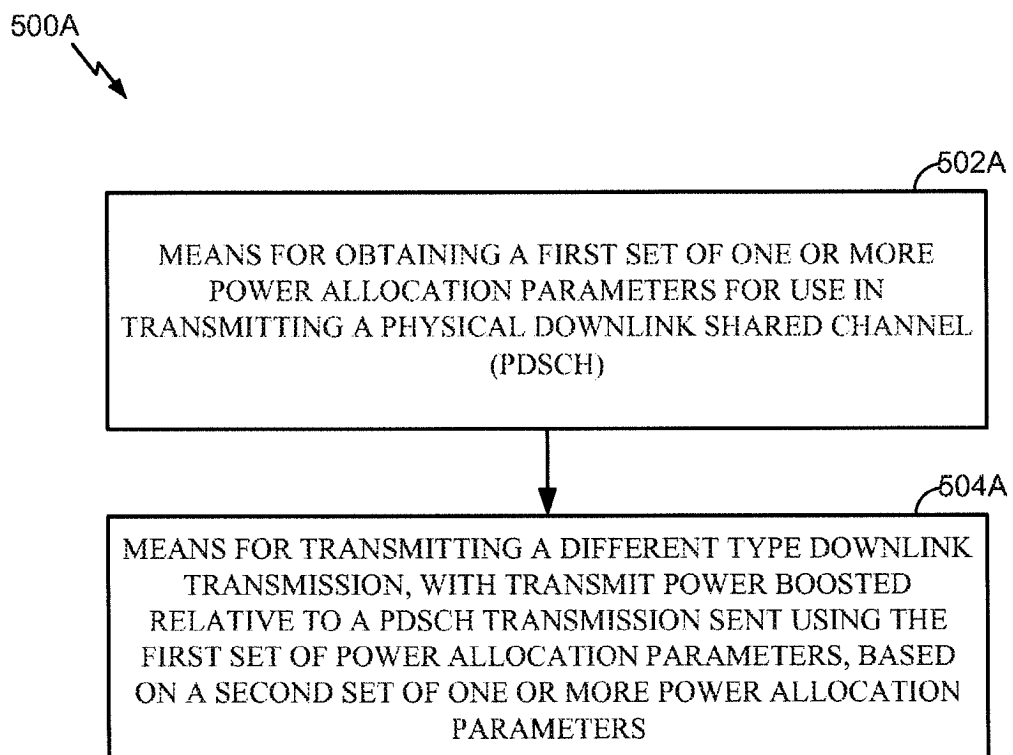 500A
502A
MEANS FOR OBTAINING A FIRST SET OF ONE OR MORE
POWER ALLOCATION PARAMETERS FOR USE IN
TRANSMITTING A PHYSICAL DOWNLINK SHARED CHANNEL
(PDSCH)
504A
MEANS FOR TRANSMITTING A DIFFERENT TYPE DOWNLINK
TRANSMISSION, WITH TRANSMIT POWER BOOSTED
RELATIVE TO A PDSCH TRANSMISSION SENT USING THE
FIRST SET OF POWER ALLOCATION PARAMETERS, BASED
ON A SECOND SET OF ONE OR MORE POWER ALLOCATION
PARAMETERS